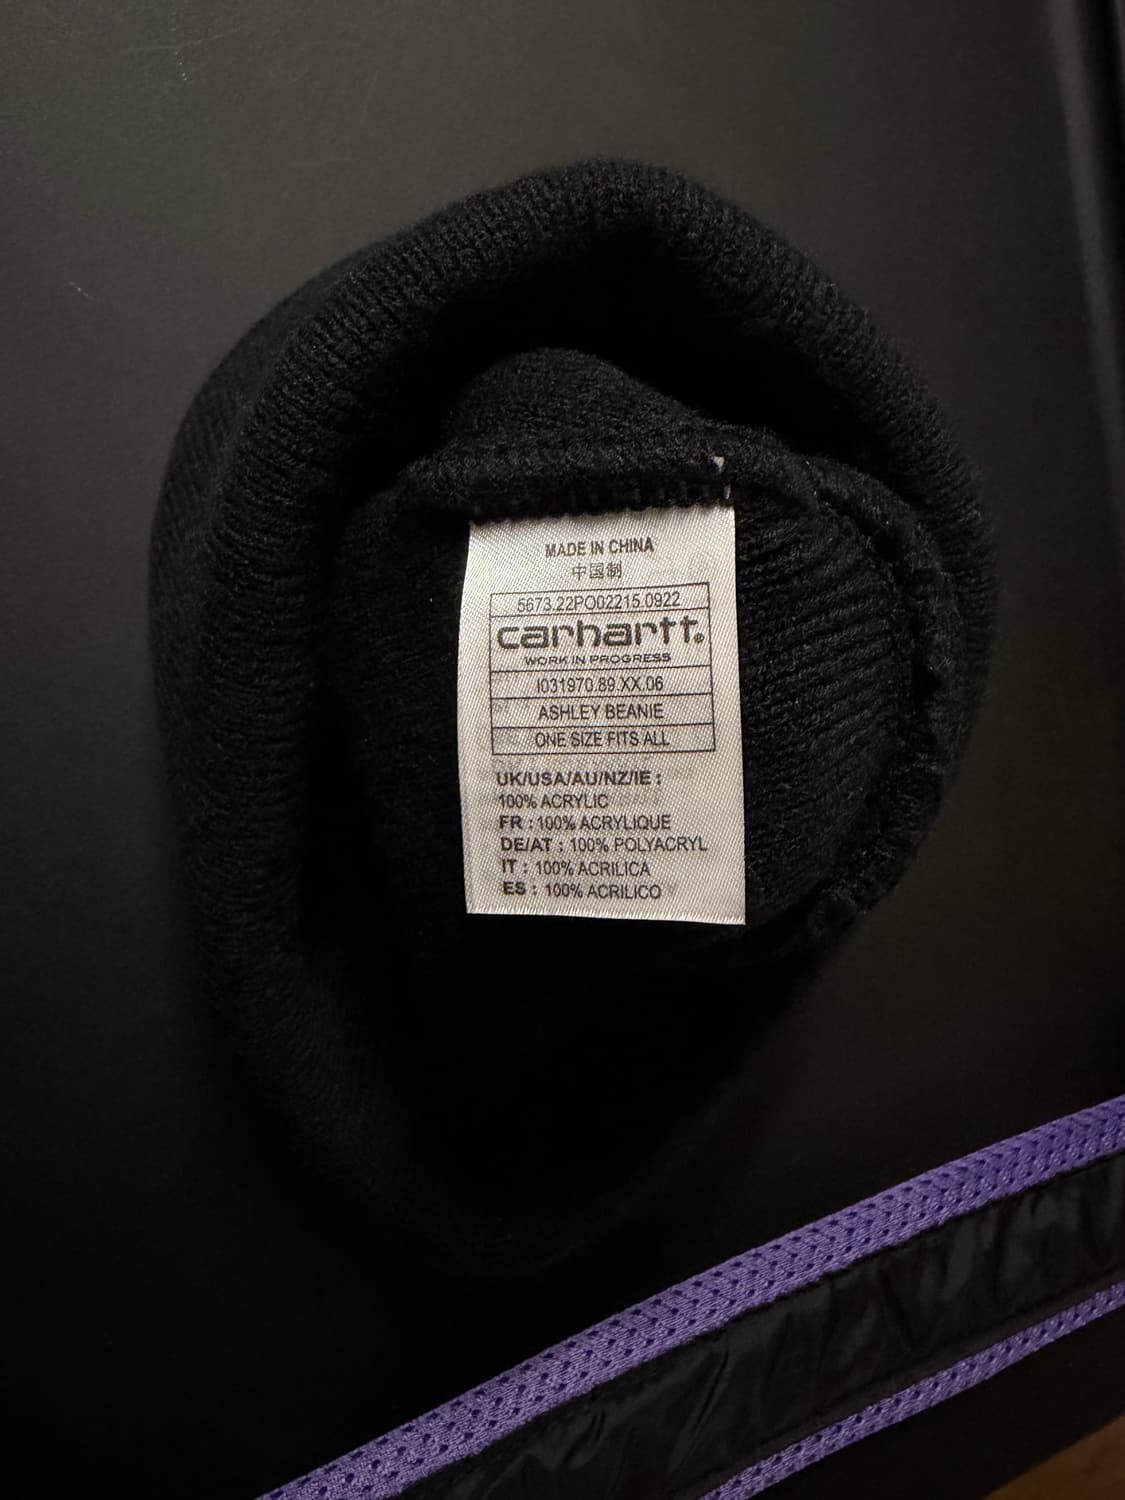 MADE IN CHINA
中国制
5673.22PO02215.0922
carhartt.
WORK IN PROGRESS
I031970.89.XX.06
ASHLEY BEANIE
ONE SIZE FITS ALL
UK/USA/AU/NZ/IE :
100% ACRYLIC
FR : 100% ACRYLIQUE
DE/AT : 100% POLYACRYL
IT : 100% ACRILICA
ES : 100% ACRILICO